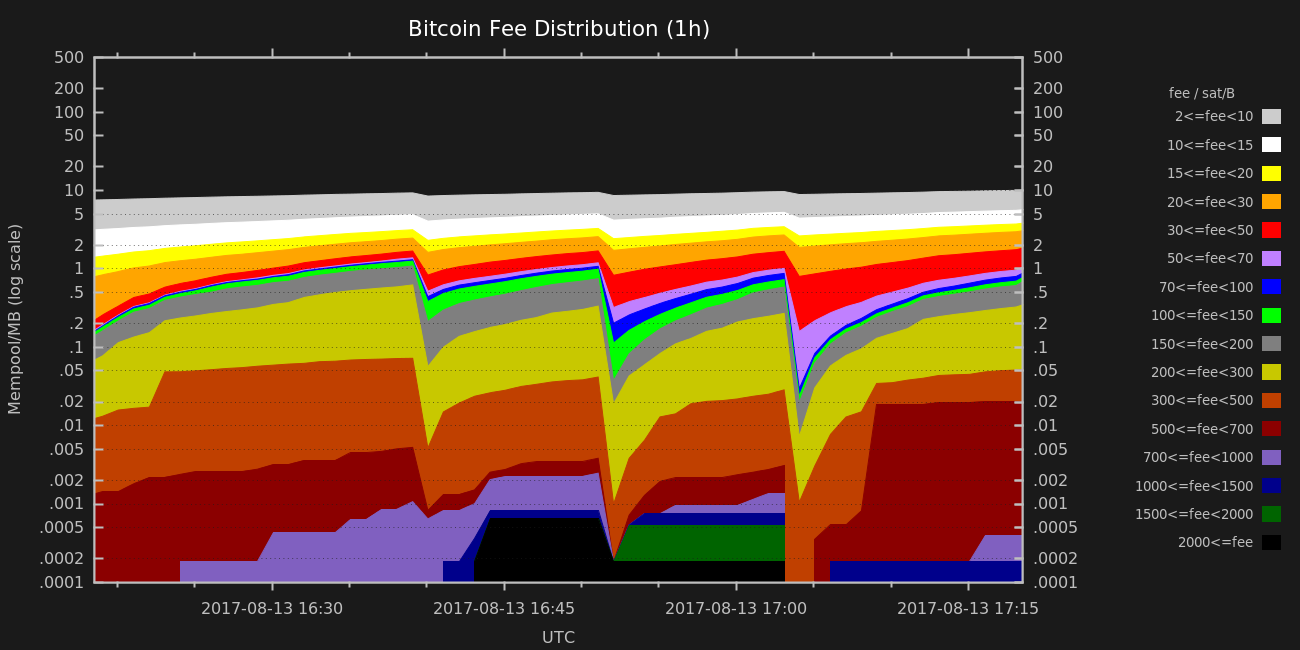 Bitcoin Fee Distribution (1h)
500
200
100
50
20
10
5
2
1
.5
.2
.1
.05
.02
.01
.005
.002
.001
.0005
.0002
.0001
Mempool/MB (log scale)
500
200
100
50
20
10
5
2
1
.5
.2
.1
.05
.02
.01
.005
.002
.001
.0005
.0002
.0001
2017-08-13 16:30
2017-08-13 16:45
2017-08-13 17:00
2017-08-13 17:15
UTC
fee / sat/B
2<=fee<10
10<=fee<15
15<=fee<20
20<=fee<30
30<=fee<50
50<=fee<70
70<=fee<100
100<=fee<150
150<=fee<200
200<=fee<300
300<=fee<500
500<=fee<700
700<=fee<1000
1000<=fee<1500
1500<=fee<2000
2000<=fee